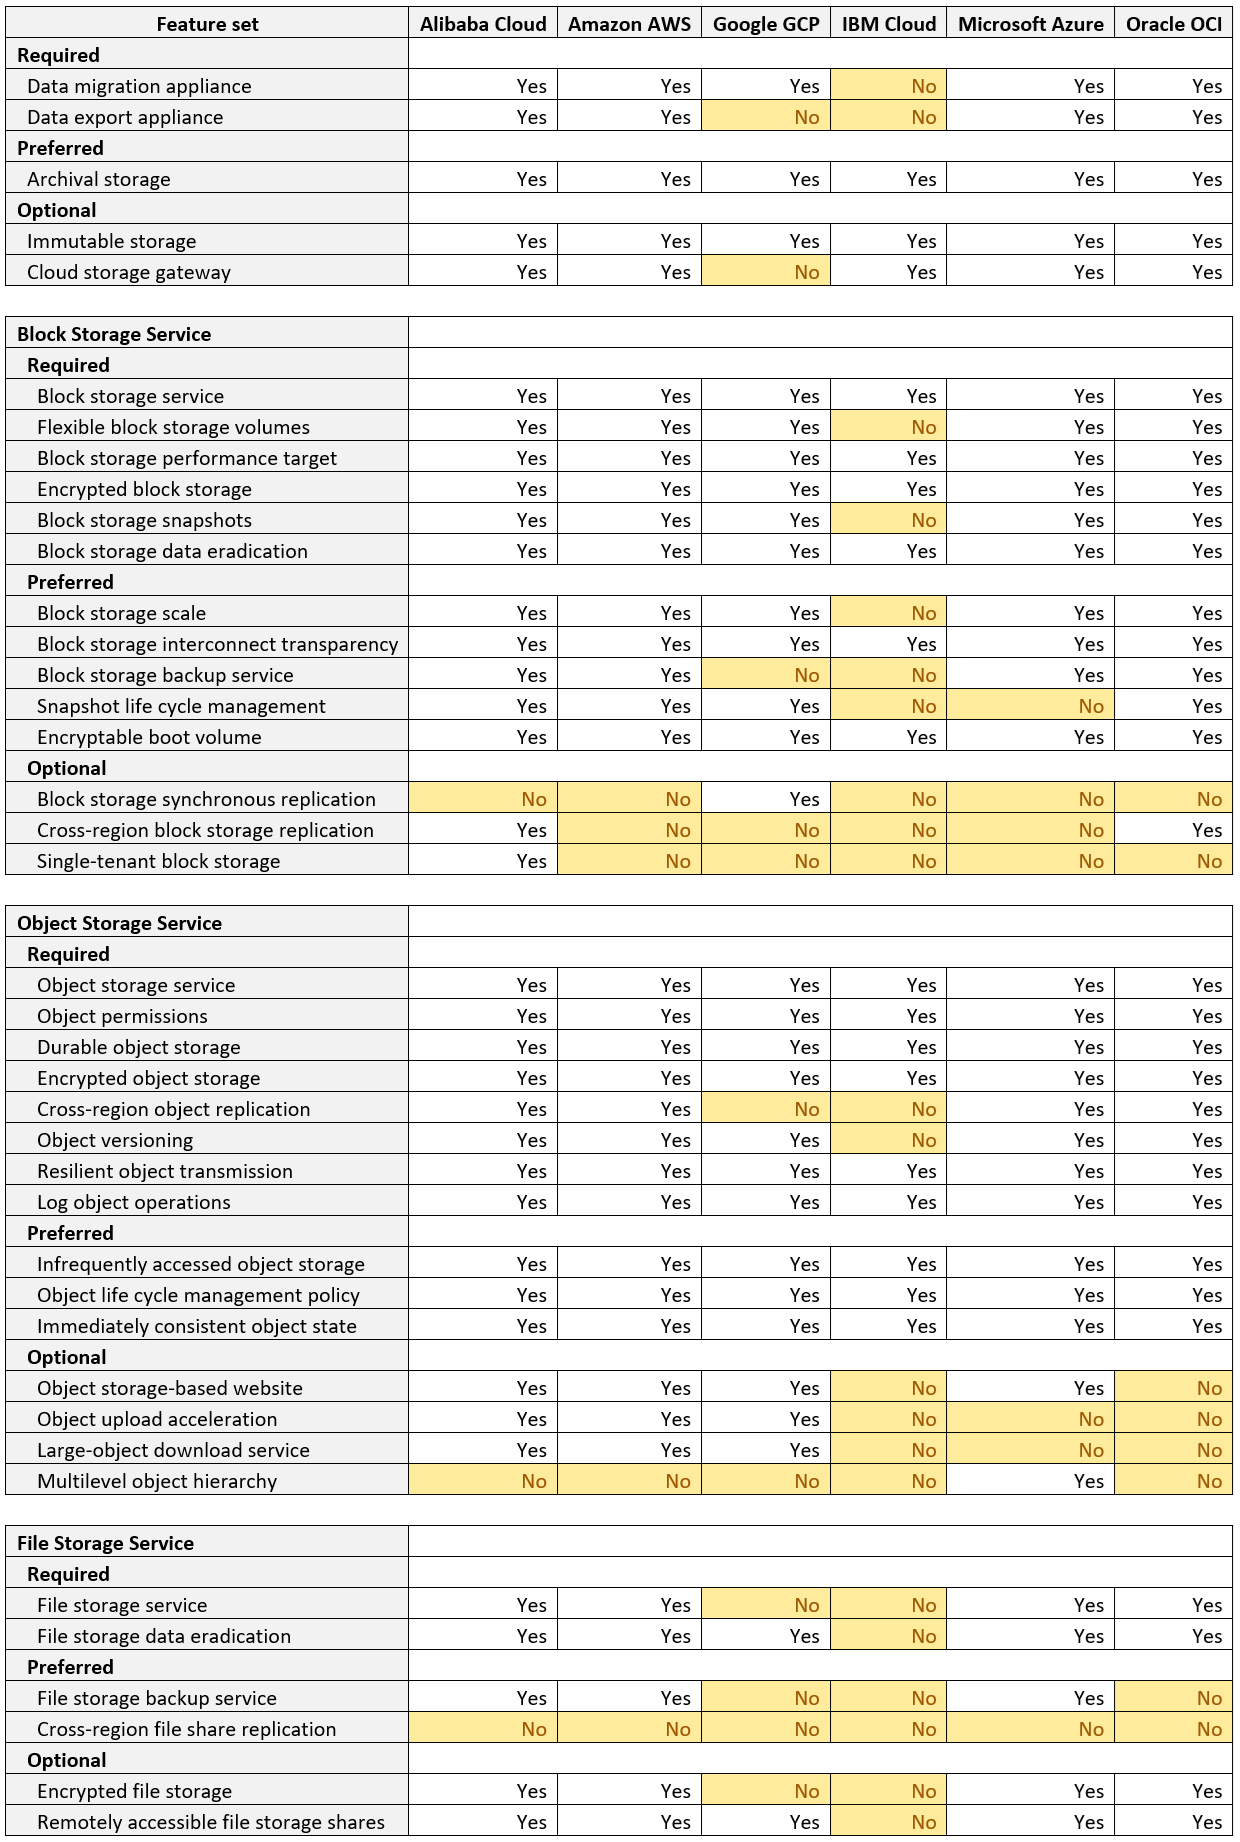 Feature set Alibaba Cloud Amazon AWS Google GCP IBM Cloud Microsoft Azure Oracle OCI
Required
Data migration appliance Yes Yes Yes No Yes Yes
Data export appliance Yes Yes No No Yes Yes
Preferred
Archival storage Yes Yes Yes Yes Yes Yes
Optional
Immutable storage Yes Yes Yes Yes Yes Yes
Cloud storage gateway Yes Yes No Yes Yes Yes
Block Storage Service
Required
Block storage service Yes Yes Yes Yes Yes Yes
Flexible block storage volumes Yes Yes Yes No Yes Yes
Block storage performance target Yes Yes Yes Yes Yes Yes
Encrypted block storage Yes Yes Yes Yes Yes Yes
Block storage snapshots Yes Yes Yes No Yes Yes
Block storage data eradication Yes Yes Yes Yes Yes Yes
Preferred
Block storage scale Yes Yes Yes No Yes Yes
Block storage interconnect transparency Yes Yes Yes Yes Yes Yes
Block storage backup service Yes Yes No No Yes Yes
Snapshot life cycle management Yes Yes Yes No No Yes
Encryptable boot volume Yes Yes Yes Yes Yes Yes
Optional
Block storage synchronous replication No No Yes No No No
Cross-region block storage replication Yes No No No No Yes
Single-tenant block storage Yes No No No No No
Object Storage Service
Required
Object storage service Yes Yes Yes Yes Yes Yes
Object permissions Yes Yes Yes Yes Yes Yes
Durable object storage Yes Yes Yes Yes Yes Yes
Encrypted object storage Yes Yes Yes Yes Yes Yes
Cross-region object replication Yes Yes No No Yes Yes
Object versioning Yes Yes Yes No Yes Yes
Resilient object transmission Yes Yes Yes Yes Yes Yes
Log object operations Yes Yes Yes Yes Yes Yes
Preferred
Infrequently accessed object storage Yes Yes Yes Yes Yes Yes
Object life cycle management policy Yes Yes Yes Yes Yes Yes
Immediately consistent object state Yes Yes Yes Yes Yes Yes
Optional
Object storage-based website Yes Yes Yes No Yes No
Object upload acceleration Yes Yes Yes No No No
Large-object download service Yes Yes Yes No No No
Multilevel object hierarchy No No No No Yes No
File Storage Service
Required
File storage service Yes Yes No No Yes Yes
File storage data eradication Yes Yes Yes No Yes Yes
Preferred
File storage backup service Yes Yes No No Yes No
Cross-region file share replication No No No No No No
Optional
Encrypted file storage Yes Yes No No Yes Yes
Remotely accessible file storage shares Yes Yes Yes No Yes Yes